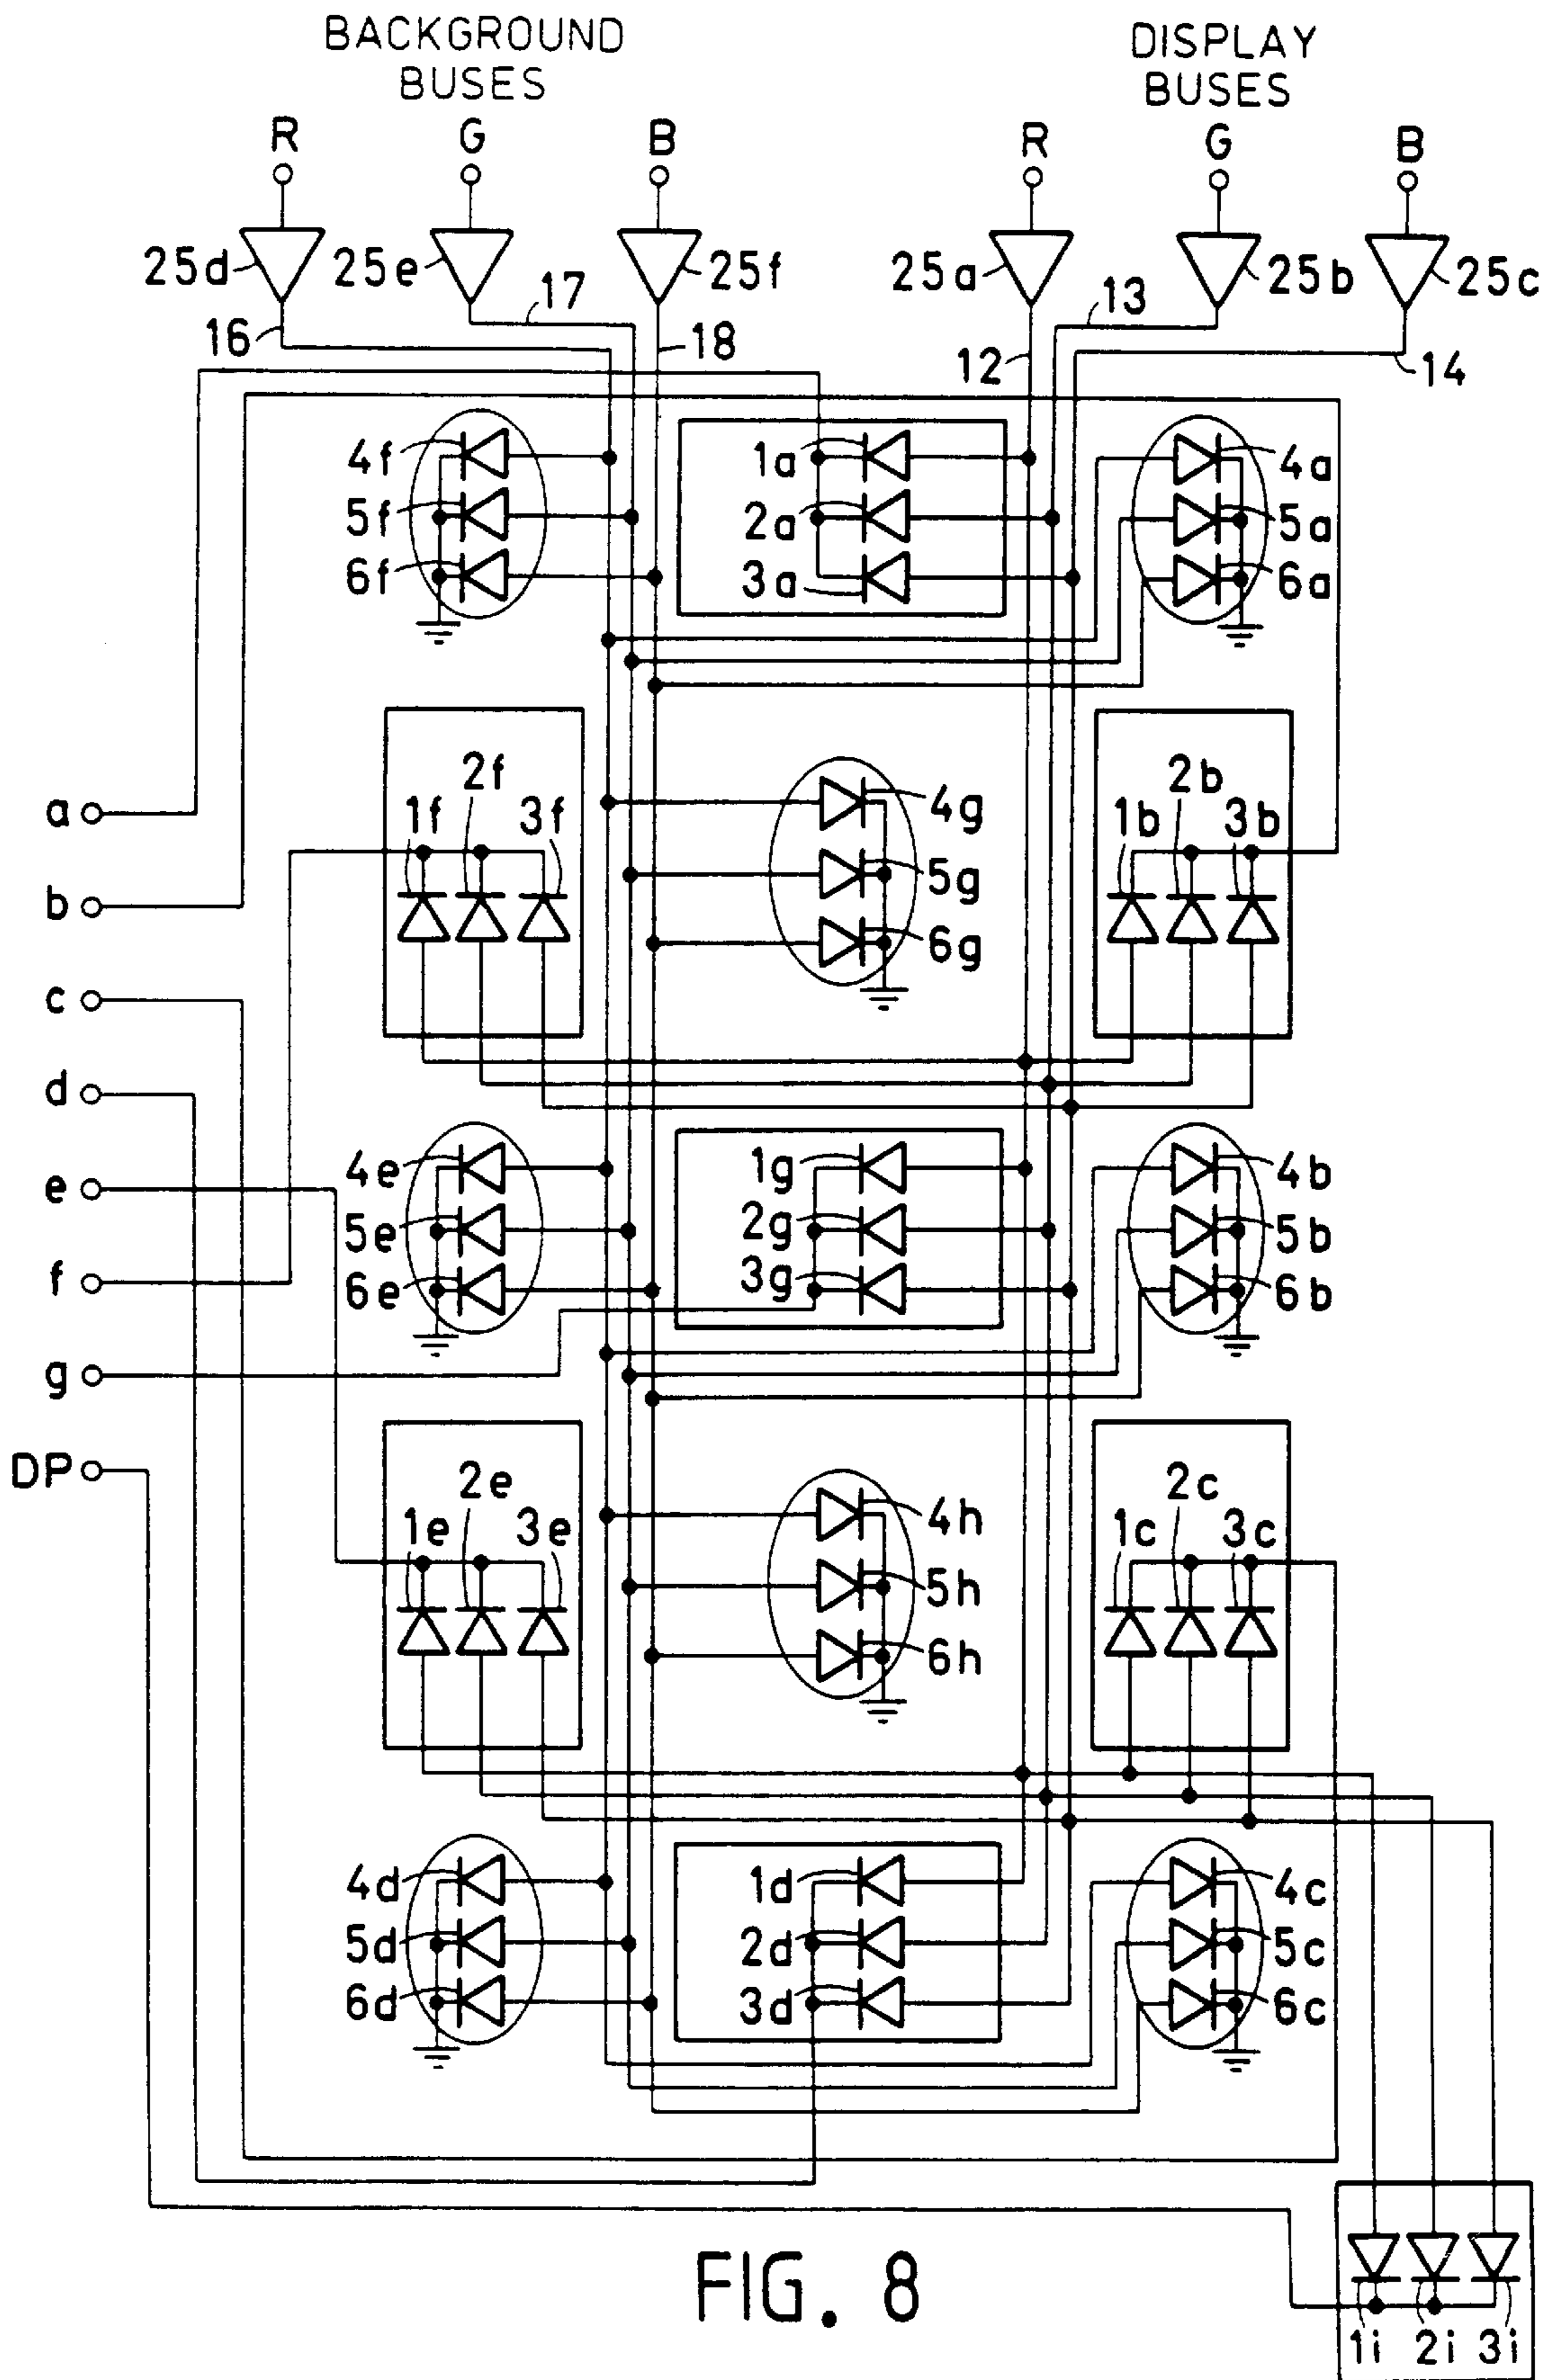 BACKGROUND
BUSES
DISPLAY
BUSES
R G B R G B
25d 25e 25f 25a 25b 25c
16 17 18 12 13 14
4f 1a 4a
5f 2a 5a
6f 3a 6a
a
b
c
d
e
f
g
DP
1f 2f 3f
4g
5g
6g
1b 2b 3b
4e 1g 4b
5e 2g 5b
6e 3g 6b
1e 2e 3e
4h
5h
6h
1c 2c 3c
4d 1d 4c
5d 2d 5c
6d 3d 6c
1i 2i 3i
FIG. 8